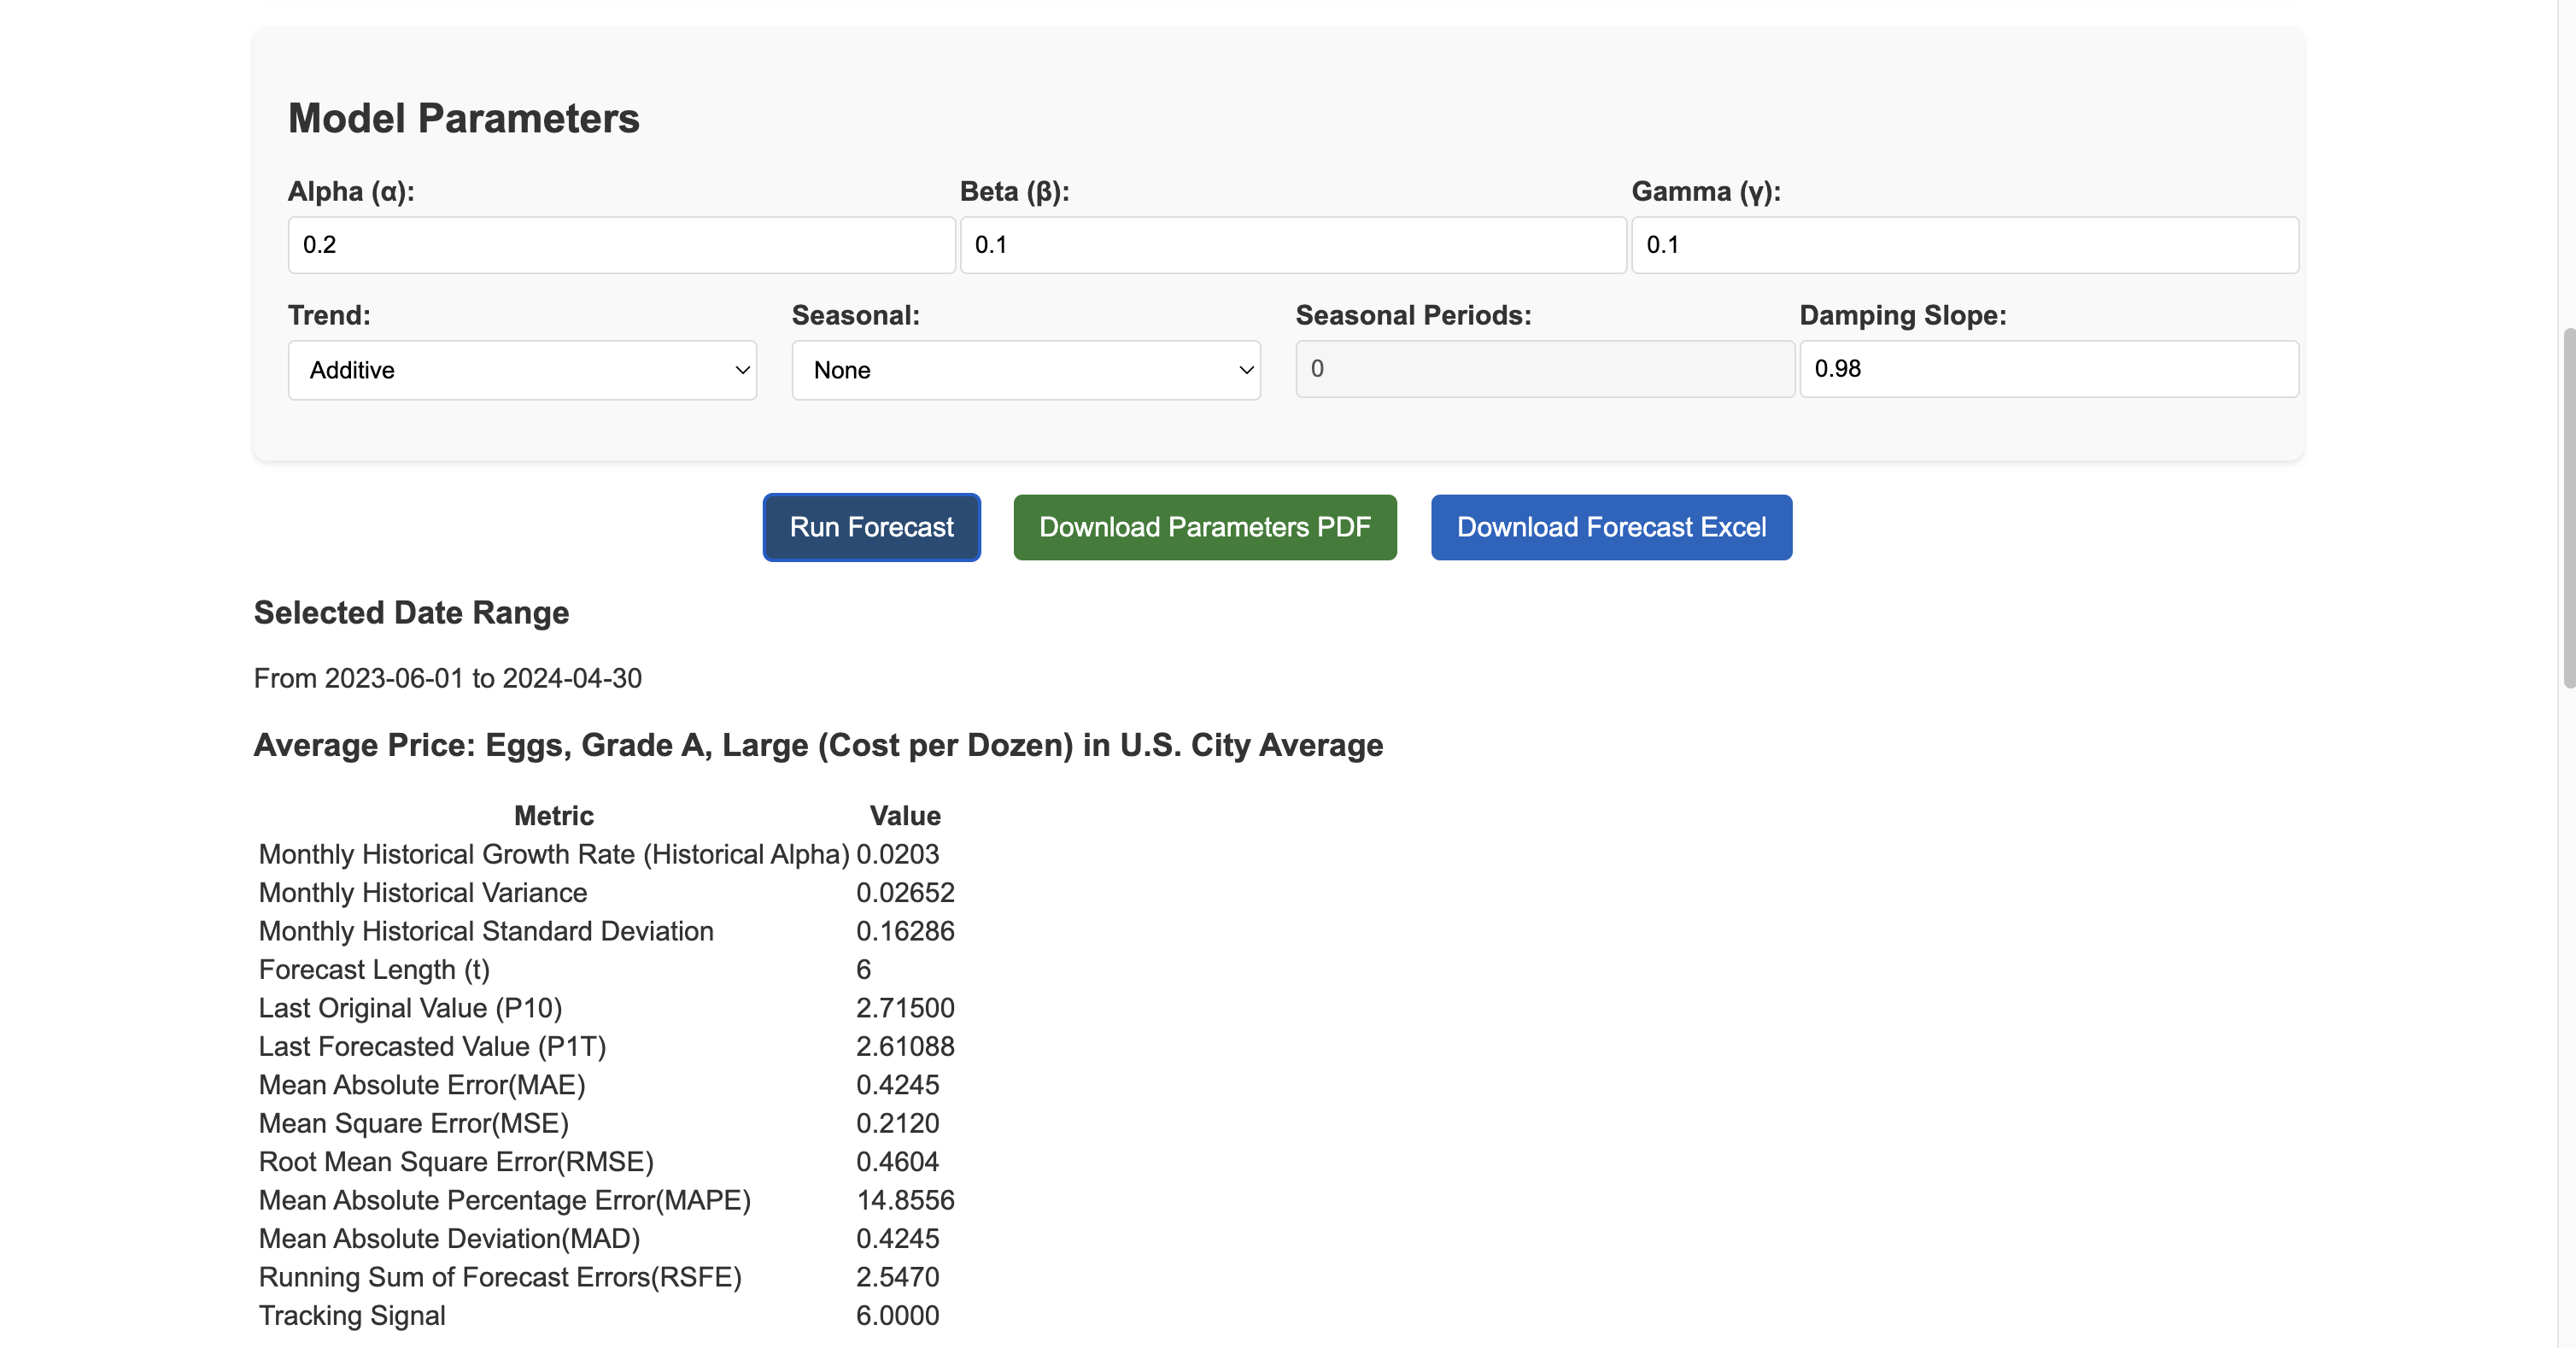 Model Parameters
Alpha (α): Beta (β): Gamma (γ):
0.2 0.1 0.1
Trend: Seasonal: Seasonal Periods: Damping Slope:
Additive None 0 0.98
Run Forecast Download Parameters PDF Download Forecast Excel
Selected Date Range
From 2023-06-01 to 2024-04-30
Average Price: Eggs, Grade A, Large (Cost per Dozen) in U.S. City Average
Metric Value
Monthly Historical Growth Rate (Historical Alpha) 0.0203
Monthly Historical Variance 0.02652
Monthly Historical Standard Deviation 0.16286
Forecast Length (t) 6
Last Original Value (P10) 2.71500
Last Forecasted Value (P1T) 2.61088
Mean Absolute Error(MAE) 0.4245
Mean Square Error(MSE) 0.2120
Root Mean Square Error(RMSE) 0.4604
Mean Absolute Percentage Error(MAPE) 14.8556
Mean Absolute Deviation(MAD) 0.4245
Running Sum of Forecast Errors(RSFE) 2.5470
Tracking Signal 6.0000